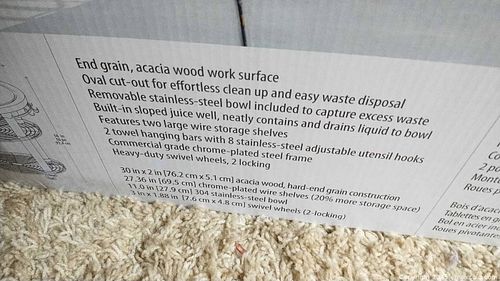 End grain, acacia wood work surface
Oval cut-out for effortless clean up and easy waste disposal
Removable stainless-steel bowl included to capture excess waste
Built-in sloped juice well, neatly contains and drains liquid to bowl
Features two large wire storage shelves
2 towel hanging bars with 8 stainless-steel adjustable utensil hooks
Commercial grade chrome-plated steel frame
Heavy-duty swivel wheels, 2 locking
30 in x 2 in [76.2 cm x 5.1 cm] acacia wood, hard-end grain construction
27.36 in [69.5 cm] chrome-plated wire shelves (20% more storage space)
11.0 in [27.9 cm] 304 stainless-steel bowl
3 in x 1.88 in [7.6 cm x 4.8 cm] swivel wheels (2-locking)
2 po
Mont
Roues
Bois d'acac
Tablettes en g
Bol en acier in
Roues pivotante